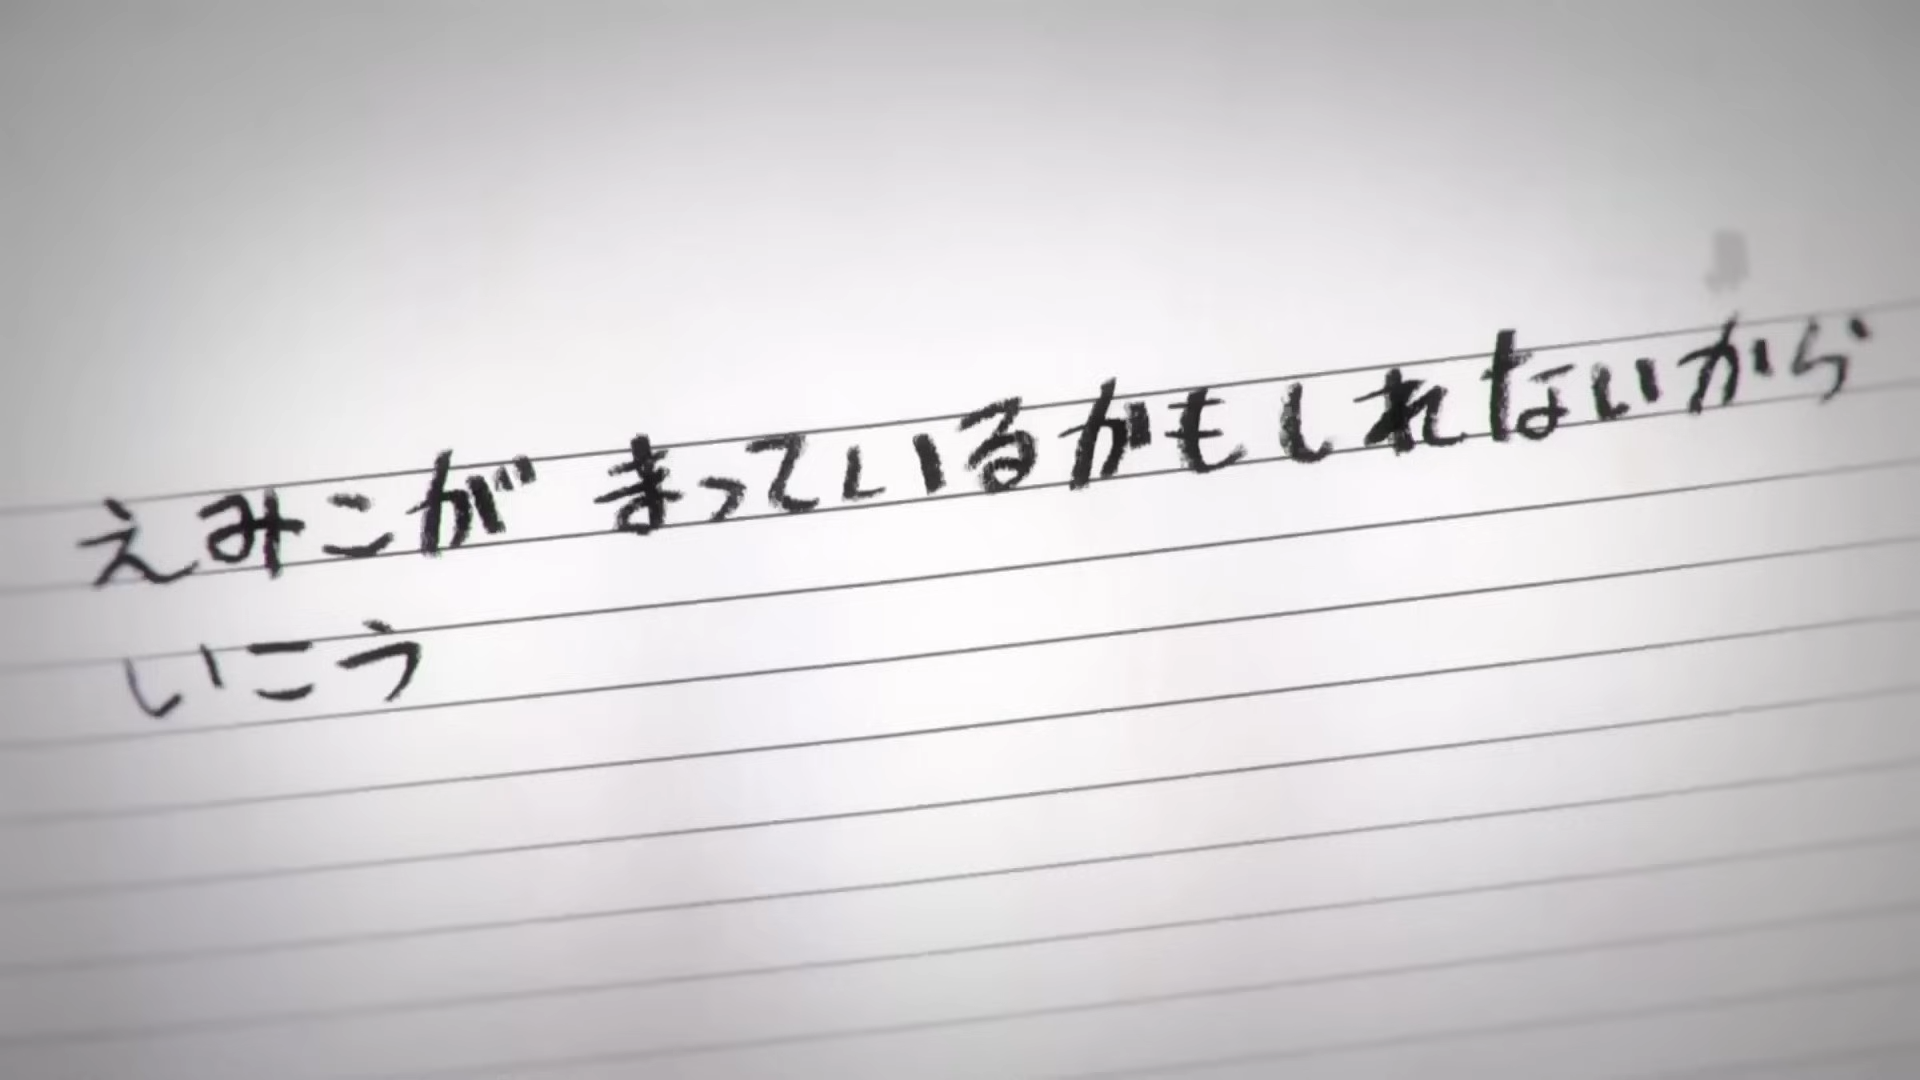 えみこが まっているかもしれないから
いこう